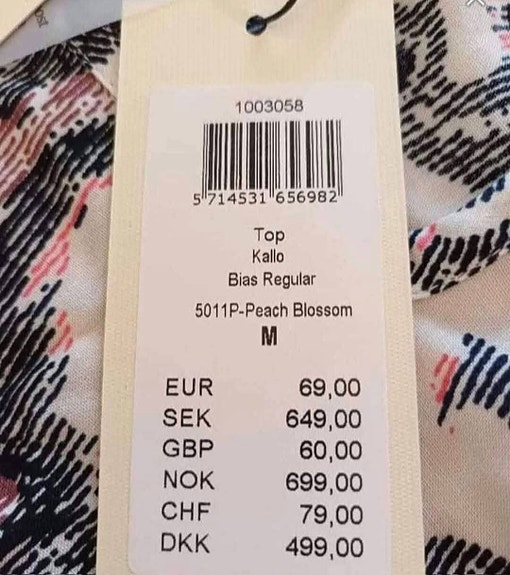 1003058
5 714531 656982
Top
Kallo
Bias Regular
5011P-Peach Blossom
M
EUR 69,00
SEK 649,00
GBP 60,00
NOK 699,00
CHF 79,00
DKK 499,00